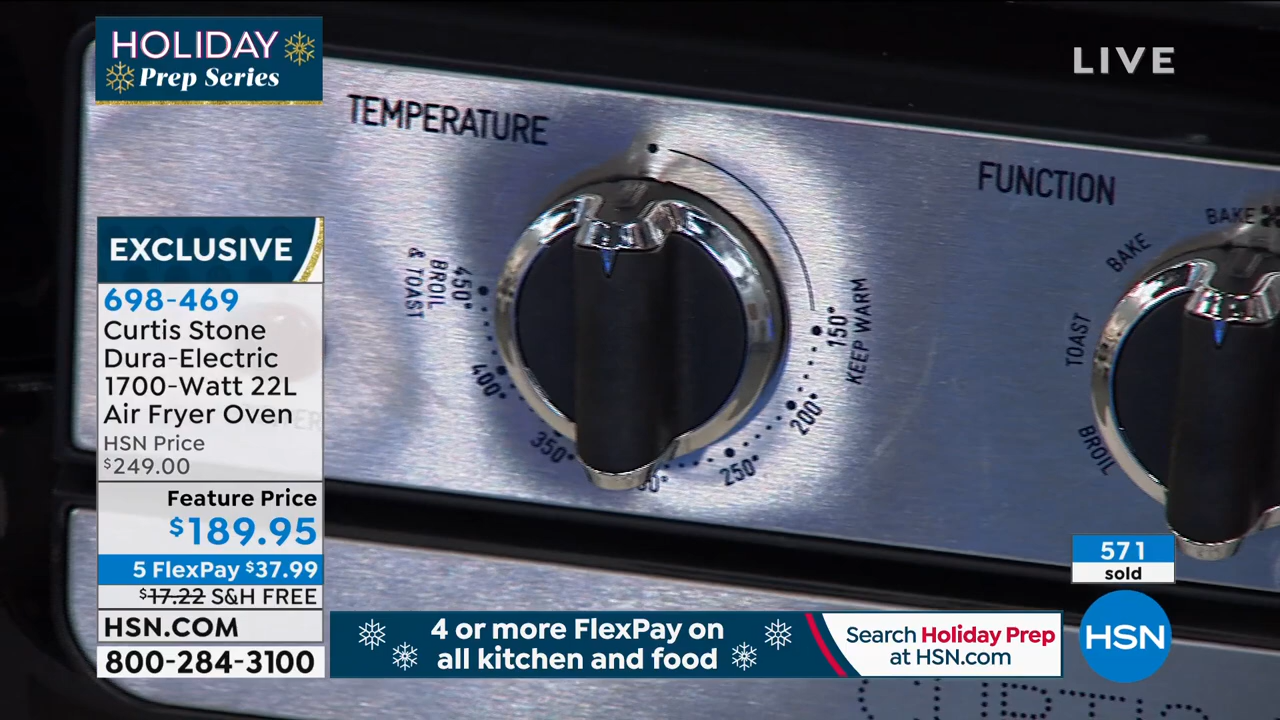 HOLIDAY
Prep Series
LIVE
TEMPERATURE
FUNCTION
BAKE
BAKE
TOAST
BROIL
450°
BROIL
& TOAST
400°
350°
250°
200°
150°
KEEP WARM
EXCLUSIVE
698-469
Curtis Stone
Dura-Electric
1700-Watt 22L
Air Fryer Oven
HSN Price
$249.00
Feature Price
$189.95
5 FlexPay $37.99
$17.22 S&H FREE
HSN.COM
800-284-3100
4 or more FlexPay on
all kitchen and food
Search Holiday Prep
at HSN.com
571
sold
HSN